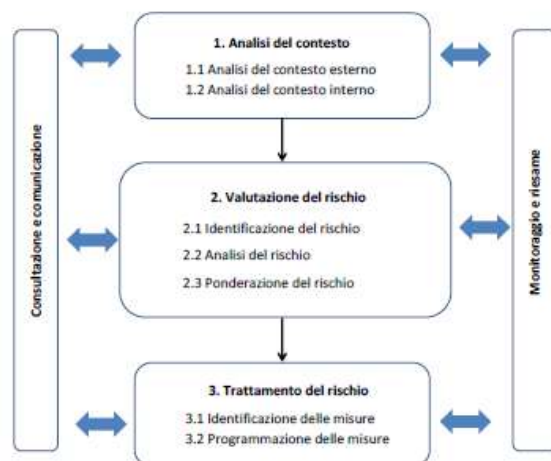 Consultazione e comunicazione
1. Analisi del contesto
1.1 Analisi del contesto esterno
1.2 Analisi del contesto interno
2. Valutazione del rischio
2.1 Identificazione del rischio
2.2 Analisi del rischio
2.3 Ponderazione del rischio
3. Trattamento del rischio
3.1 Identificazione delle misure
3.2 Programmazione delle misure
Monitoraggio e riesame